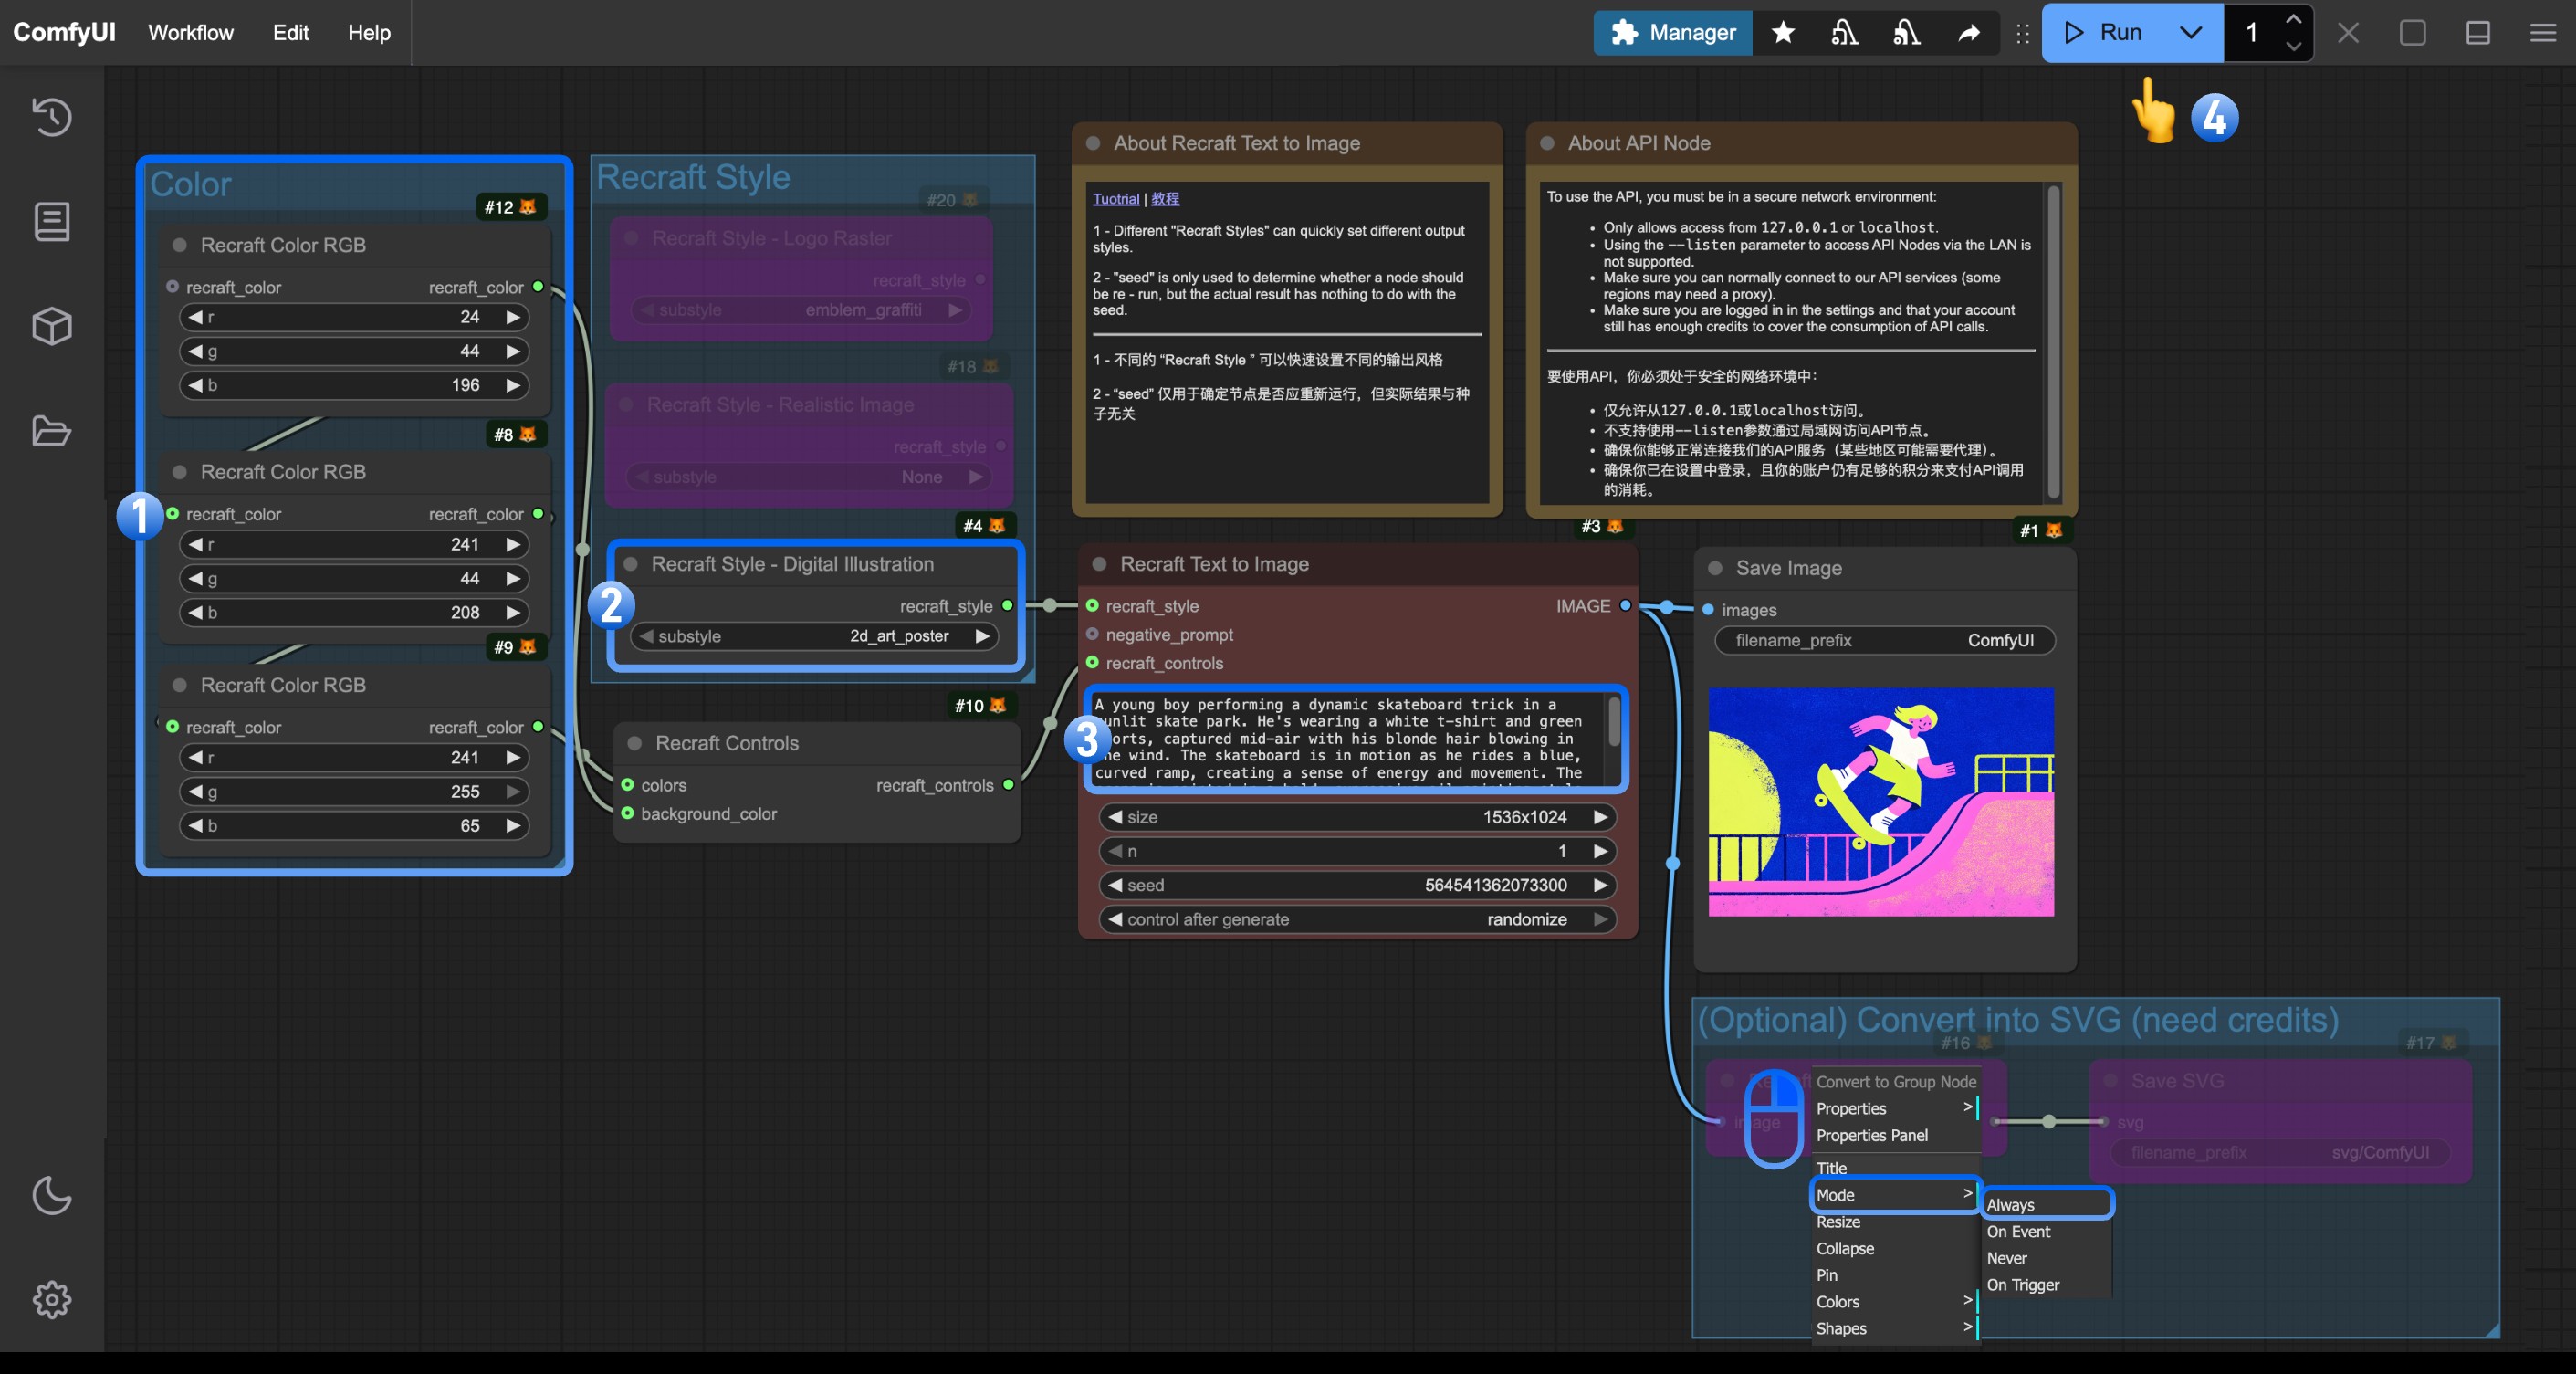 ComfyUI
Workflow
Edit
Help
Manager
Run
1
4
Color
#12
Recraft Color RGB
recraft_color
recraft_color
r
24
g
44
b
196
#8
Recraft Color RGB
1
recraft_color
recraft_color
r
241
g
44
b
208
#9
Recraft Color RGB
recraft_color
recraft_color
r
241
g
255
b
65
Recraft Style
#20
Recraft Style - Logo Raster
recraft_style
substyle
emblem_graffiti
#18
Recraft Style - Realistic Image
recraft_style
substyle
None
#4
Recraft Style - Digital Illustration
2
recraft_style
substyle
2d_art_poster
#10
Recraft Controls
colors
recraft_controls
background_color
About Recraft Text to Image
Tuotrial | 教程
1 - Different "Recraft Styles" can quickly set different output
styles.
2 - "seed" is only used to determine whether a node should
be re - run, but the actual result has nothing to do with the
seed.
1 - 不同的 “Recraft Style ” 可以快速设置不同的输出风格
2 - “seed” 仅用于确定节点是否应重新运行，但实际结果与种
子无关
About API Node
To use the API, you must be in a secure network environment:
• Only allows access from 127.0.0.1 or localhost.
• Using the --listen parameter to access API Nodes via the LAN is
not supported.
• Make sure you can normally connect to our API services (some
regions may need a proxy).
• Make sure you are logged in in the settings and that your account
still has enough credits to cover the consumption of API calls.
要使用API，你必须处于安全的网络环境中：
• 仅允许从127.0.0.1或localhost访问。
• 不支持使用--listen参数通过局域网访问API节点。
• 确保你能够正常连接我们的API服务（某些地区可能需要代理）。
• 确保你已在设置中登录，且你的账户仍有足够的积分来支付API调用
的消耗。
#3
Recraft Text to Image
recraft_style
IMAGE
negative_prompt
recraft_controls
3
A young boy performing a dynamic skateboard trick in a
sunlit skate park. He's wearing a white t-shirt and green
shorts, captured mid-air with his blonde hair blowing in
the wind. The skateboard is in motion as he rides a blue,
curved ramp, creating a sense of energy and movement. The
size
1536x1024
n
1
seed
564541362073300
control after generate
randomize
#1
Save Image
images
filename_prefix
ComfyUI
(Optional) Convert into SVG (need credits)
#16
#17
image
Convert to Group Node
Properties >
Properties Panel
Title
Mode >
Resize
Collapse
Pin
Colors >
Shapes >
Always
On Event
Never
On Trigger
Save SVG
svg
filename_prefix
svg/ComfyUI